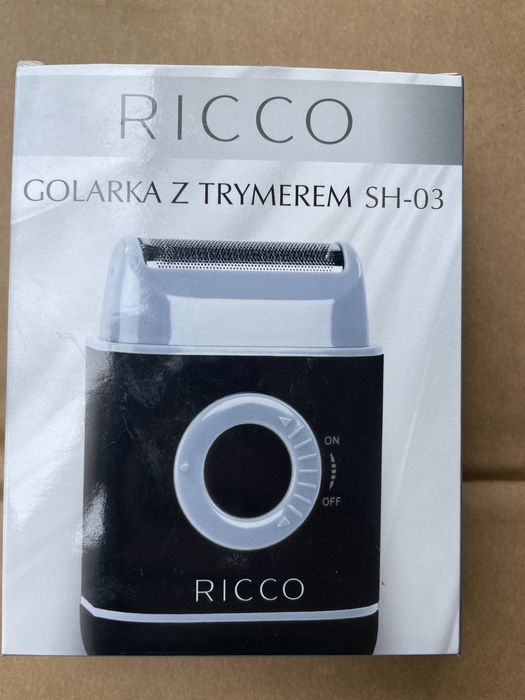 RICCO
GOLARKA Z TRYMEREM SH-03
ON
OFF
RICCO